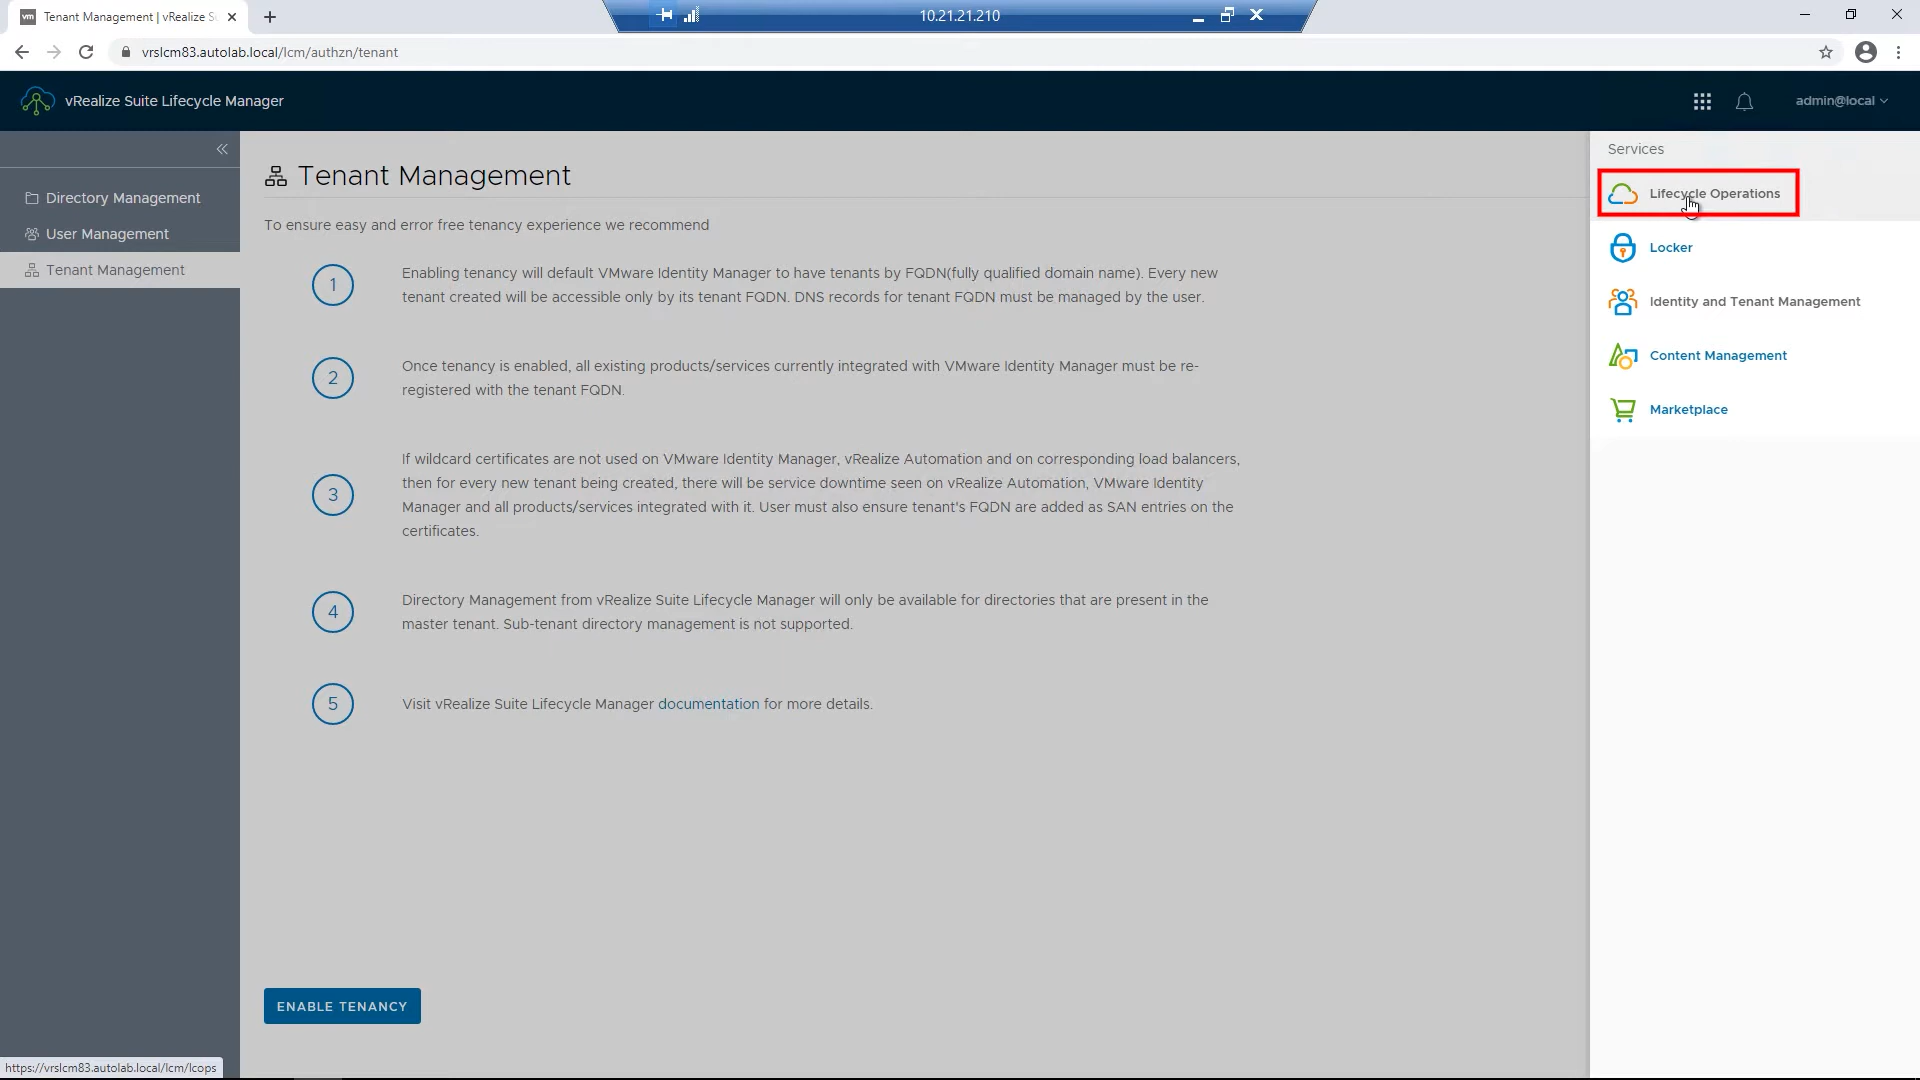 Tenant Management | vRealize Su
10.21.21.210
vrslcm83.autolab.local/lcm/authzn/tenant
vm
vRealize Suite Lifecycle Manager
admin@local
Directory Management
User Management
Tenant Management
Tenant Management
To ensure easy and error free tenancy experience we recommend
1
Enabling tenancy will default VMware Identity Manager to have tenants by FQDN(fully qualified domain name). Every new
tenant created will be accessible only by its tenant FQDN. DNS records for tenant FQDN must be managed by the user.
2
Once tenancy is enabled, all existing products/services currently integrated with VMware Identity Manager must be re-
registered with the tenant FQDN.
3
If wildcard certificates are not used on VMware Identity Manager, vRealize Automation and on corresponding load balancers,
then for every new tenant being created, there will be service downtime seen on vRealize Automation, VMware Identity
Manager and all products/services integrated with it. User must also ensure tenant's FQDN are added as SAN entries on the
certificates.
4
Directory Management from vRealize Suite Lifecycle Manager will only be available for directories that are present in the
master tenant. Sub-tenant directory management is not supported.
5
Visit vRealize Suite Lifecycle Manager documentation for more details.
ENABLE TENANCY
Services
Lifecycle Operations
Locker
Identity and Tenant Management
Content Management
Marketplace
https://vrslcm83.autolab.local/lcm/lcops